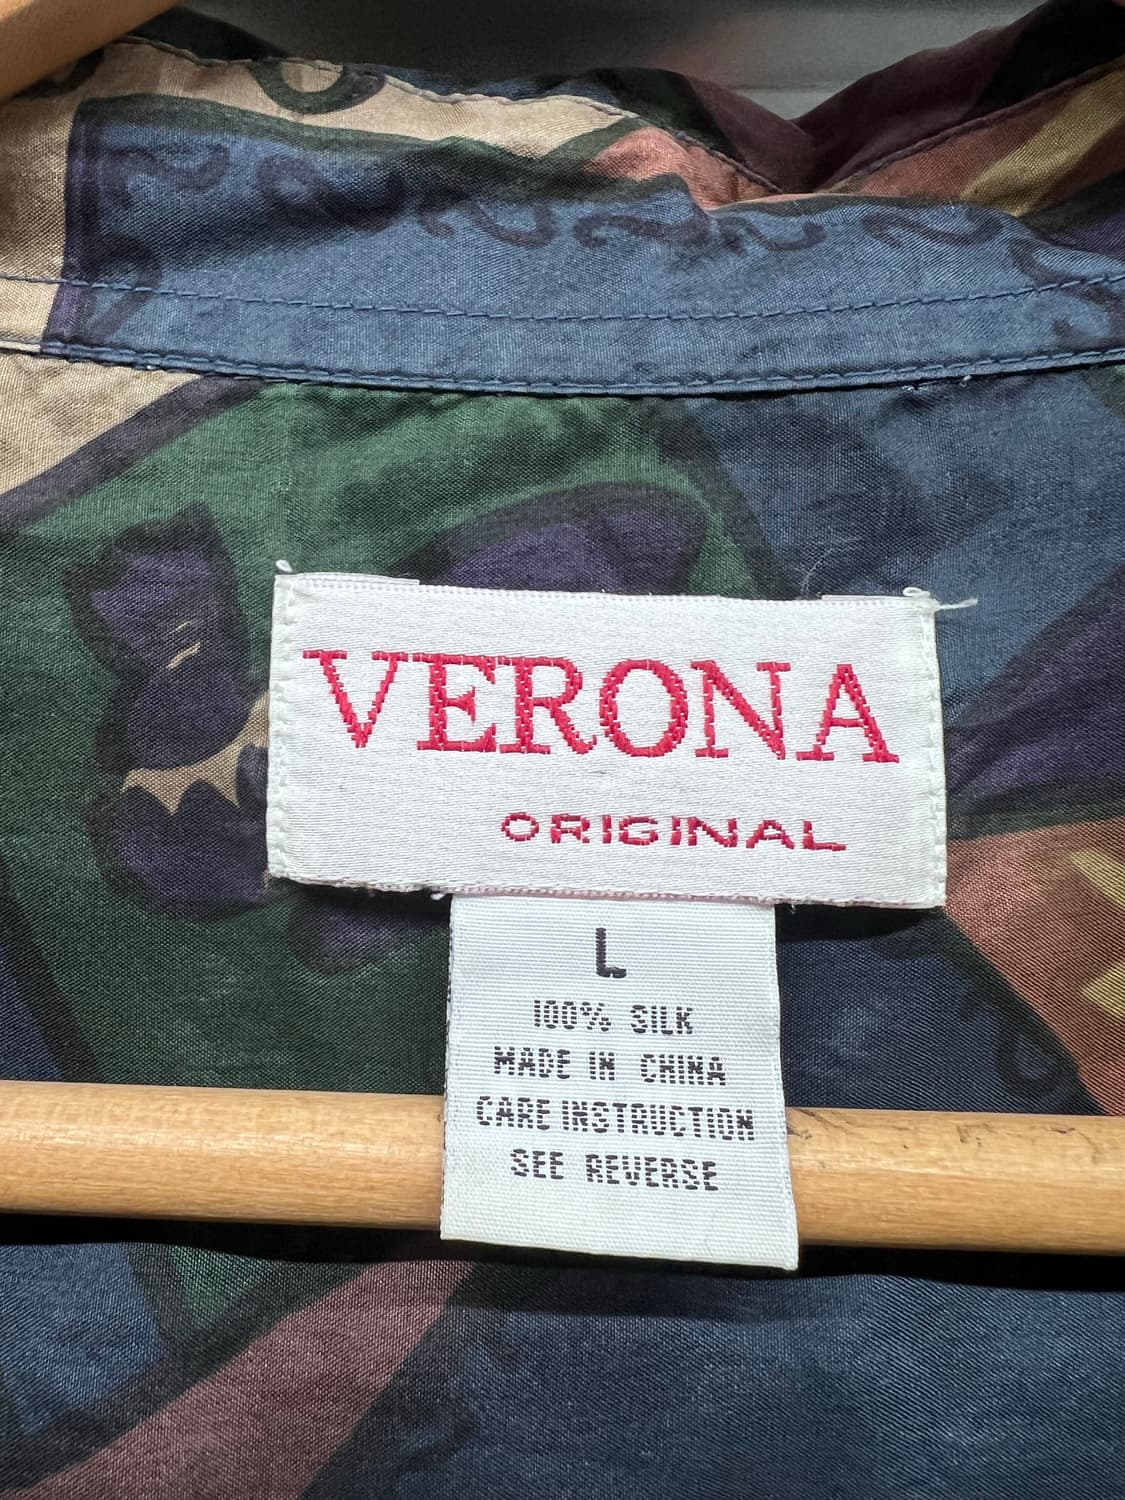 VERONA
ORIGINAL
L
100% SILK
MADE IN CHINA
CARE INSTRUCTION
SEE REVERSE